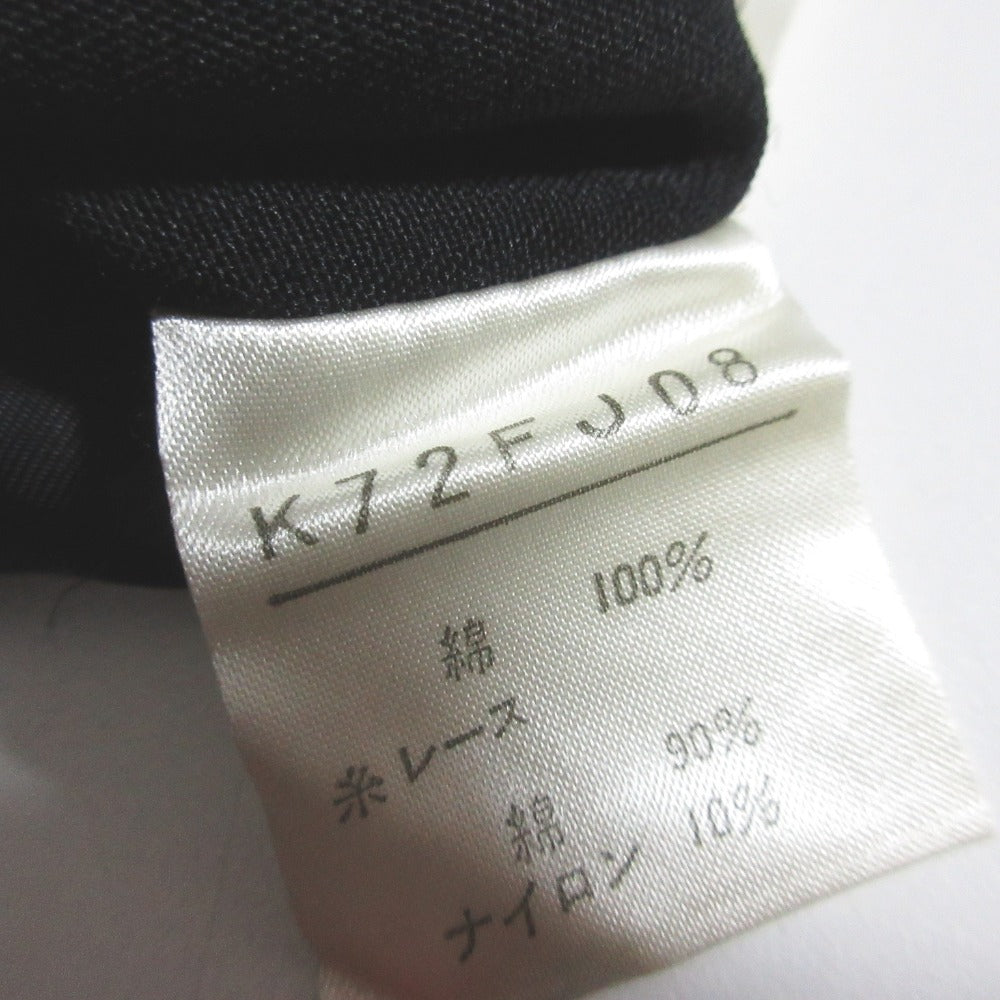 K72FJ08
綿 100%
糸レース
綿 90%
ナイロン 10%